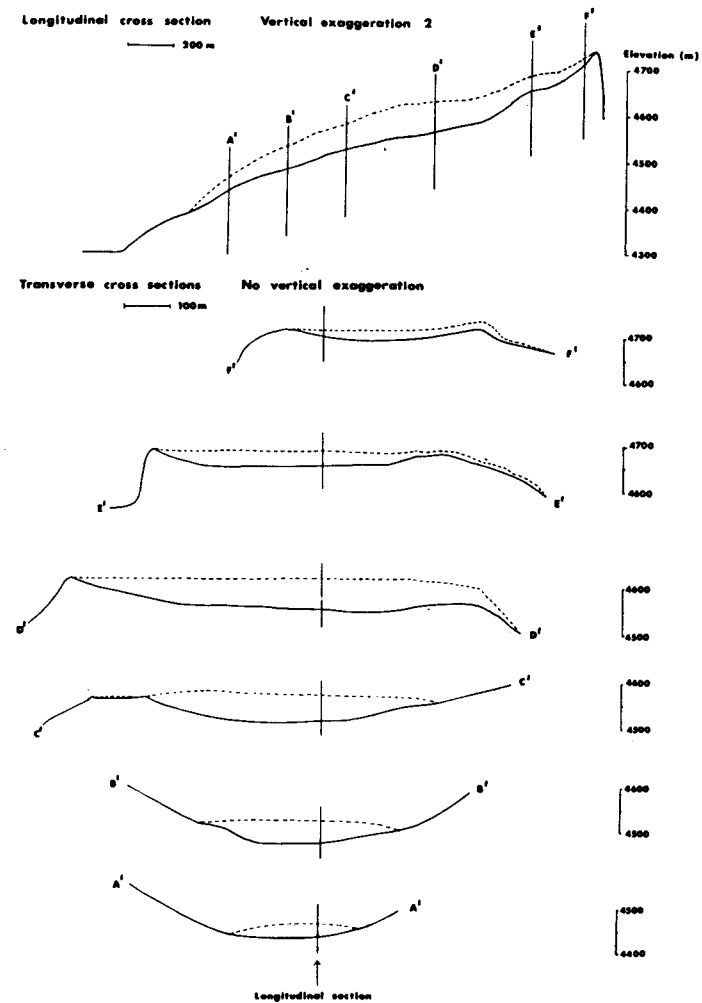 Longitudinal cross section Vertical exaggeration 2
200 m
F'
E'
D'
C'
B'
A'
Elevation (m)
4700
4600
4500
4400
4300
Transverse cross sections No vertical exaggeration
100m
F' F'
4700
4600
E' E'
4700
4600
D' D'
4600
4500
C' C'
4600
4500
B' B'
4600
4500
A' A'
4500
4400
Longitudinal section